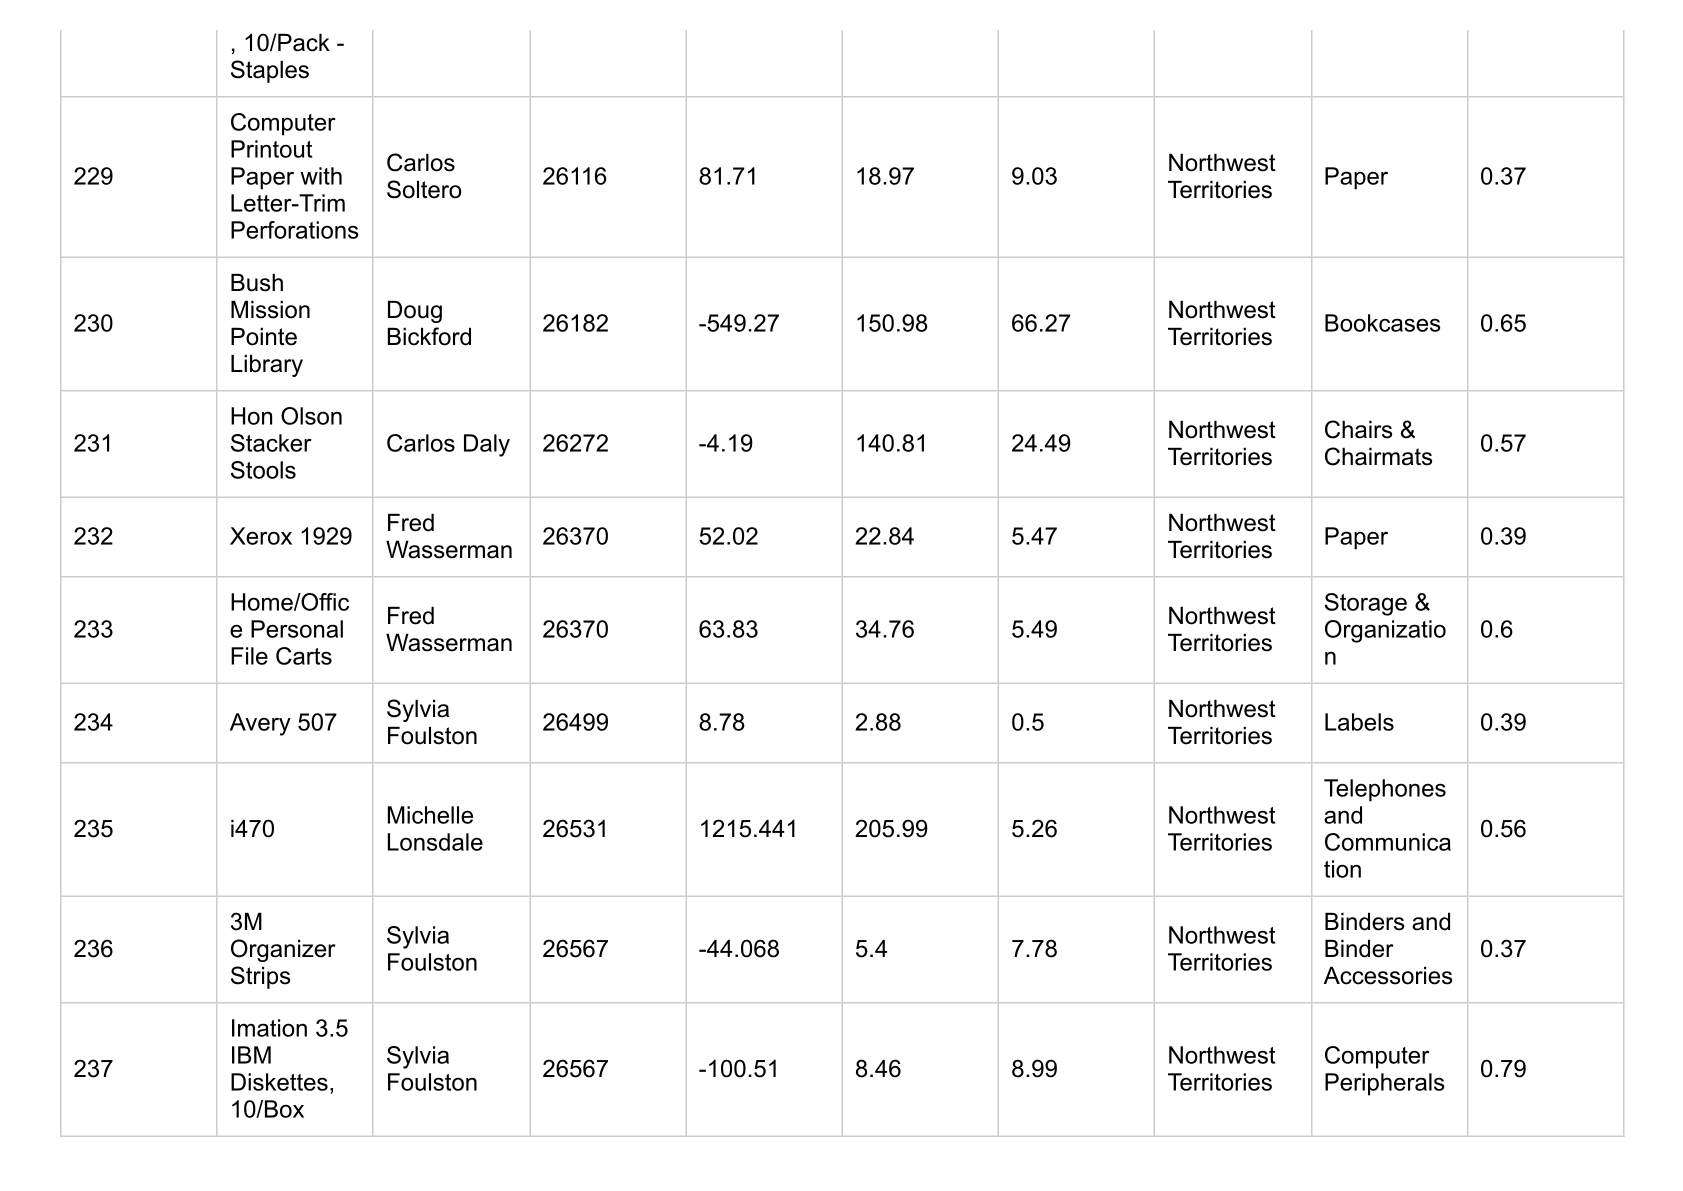 , 10/Pack -
Staples
229
Computer
Printout
Paper with
Letter-Trim
Perforations
Carlos
Soltero
26116
81.71
18.97
9.03
Northwest
Territories
Paper
0.37
230
Bush
Mission
Pointe
Library
Doug
Bickford
26182
-549.27
150.98
66.27
Northwest
Territories
Bookcases
0.65
231
Hon Olson
Stacker
Stools
Carlos Daly
26272
-4.19
140.81
24.49
Northwest
Territories
Chairs &
Chairmats
0.57
232
Xerox 1929
Fred
Wasserman
26370
52.02
22.84
5.47
Northwest
Territories
Paper
0.39
233
Home/Offic
e Personal
File Carts
Fred
Wasserman
26370
63.83
34.76
5.49
Northwest
Territories
Storage &
Organizatio
n
0.6
234
Avery 507
Sylvia
Foulston
26499
8.78
2.88
0.5
Northwest
Territories
Labels
0.39
235
i470
Michelle
Lonsdale
26531
1215.441
205.99
5.26
Northwest
Territories
Telephones
and
Communica
tion
0.56
236
3M
Organizer
Strips
Sylvia
Foulston
26567
-44.068
5.4
7.78
Northwest
Territories
Binders and
Binder
Accessories
0.37
237
Imation 3.5
IBM
Diskettes,
10/Box
Sylvia
Foulston
26567
-100.51
8.46
8.99
Northwest
Territories
Computer
Peripherals
0.79